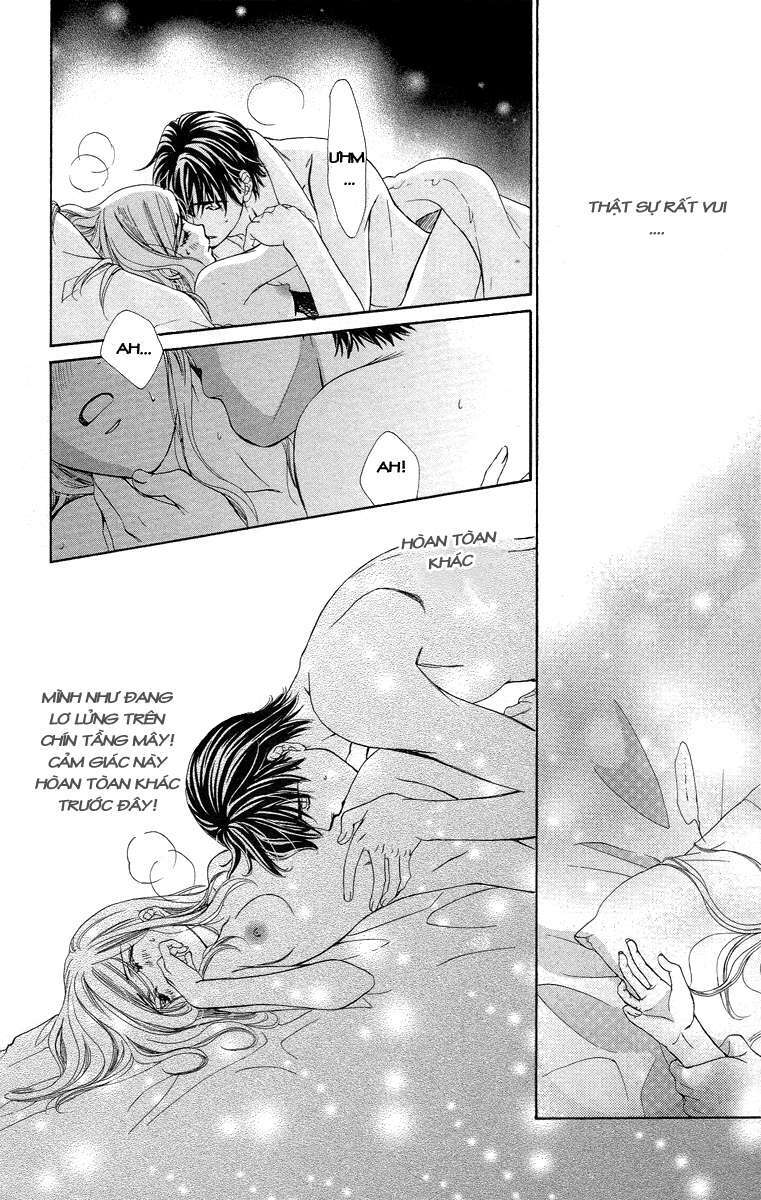 THẬT SỰ RẤT VUI
....
ƯHM
...
AH...
AH!
HÒAN TÒAN
KHÁC
MÌNH NHƯ ĐANG
LƠ LỬNG TRÊN
CHÍN TẦNG MÂY!
CẢM GIÁC NÀY
HÒAN TÒAN KHÁC
TRƯỚC ĐÂY!